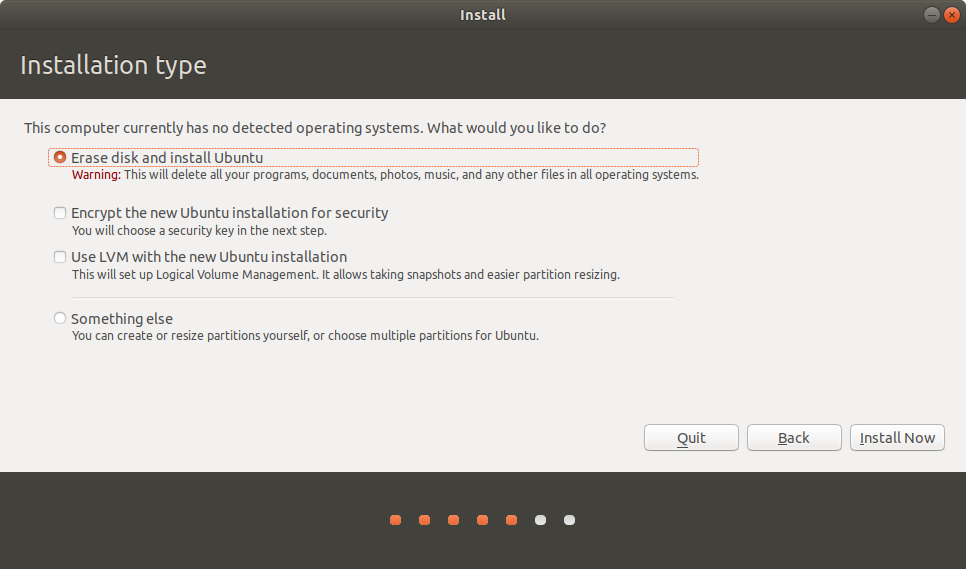 Install
Installation type
This computer currently has no detected operating systems. What would you like to do?
Erase disk and install Ubuntu
Warning: This will delete all your programs, documents, photos, music, and any other files in all operating systems.
Encrypt the new Ubuntu installation for security
You will choose a security key in the next step.
Use LVM with the new Ubuntu installation
This will set up Logical Volume Management. It allows taking snapshots and easier partition resizing.
Something else
You can create or resize partitions yourself, or choose multiple partitions for Ubuntu.
Quit Back Install Now